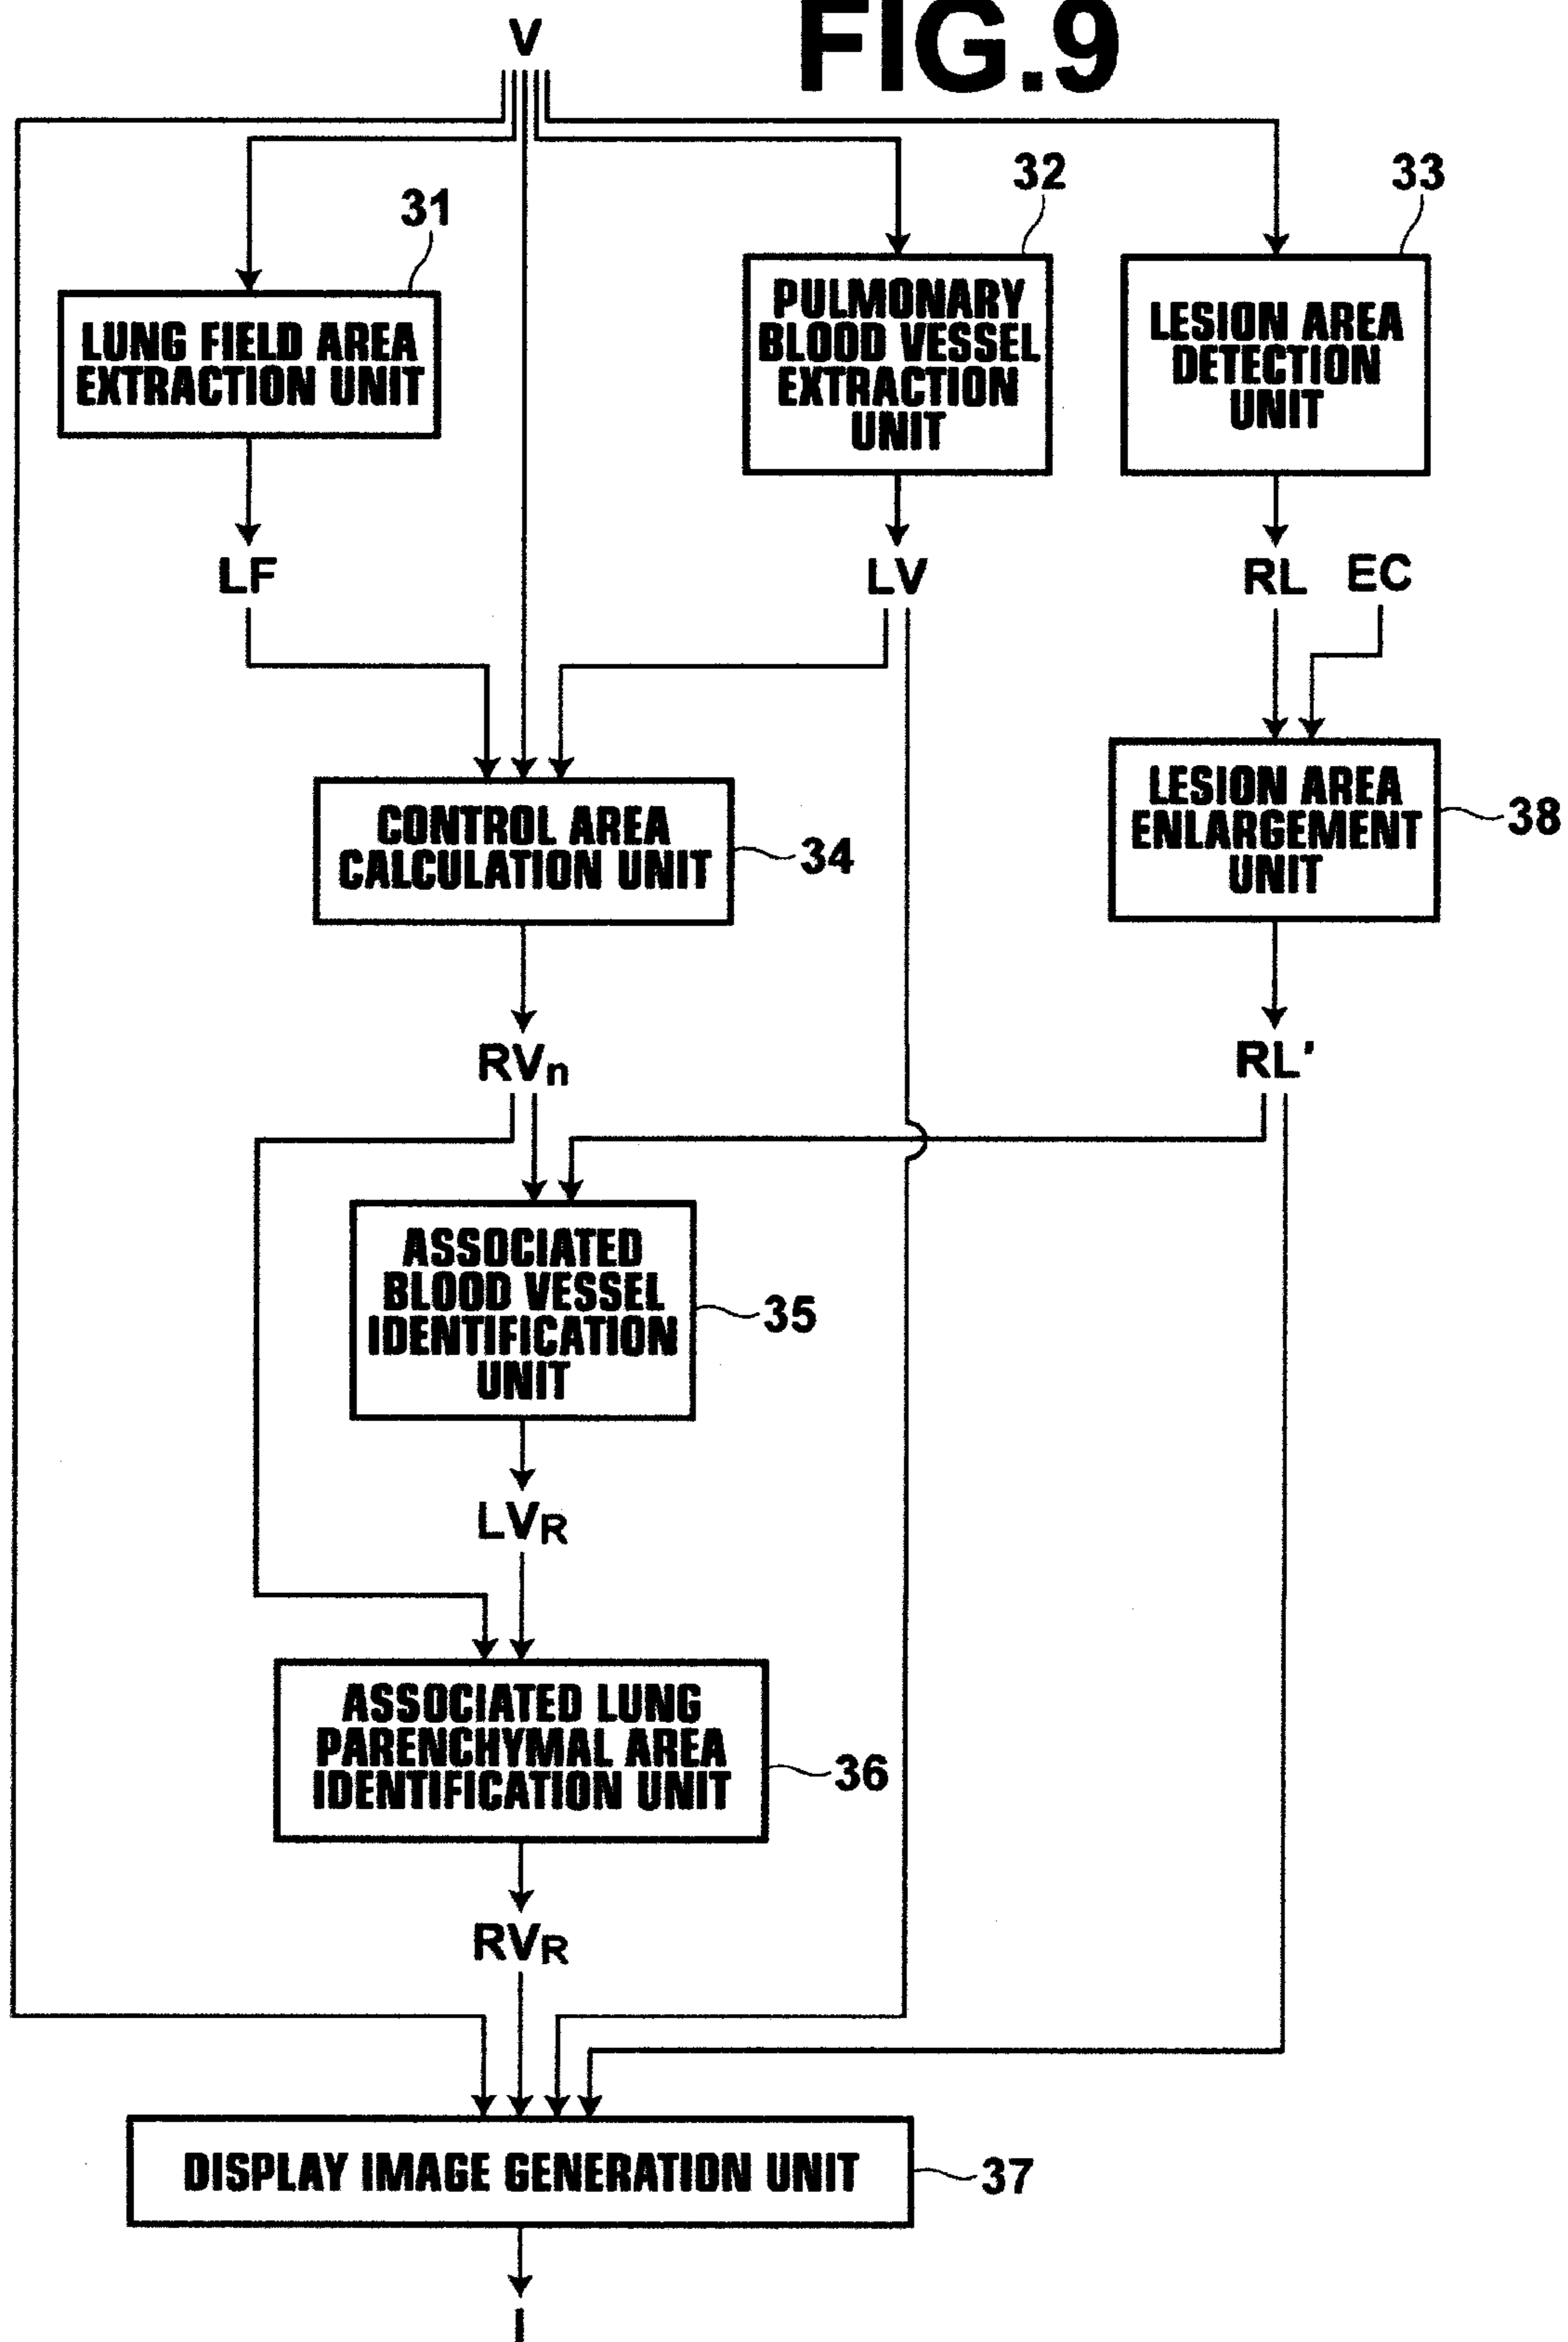 FIG.9
V
31
32
33
LUNG FIELD AREA
EXTRACTION UNIT
PULMONARY
BLOOD VESSEL
EXTRACTION
UNIT
LESION AREA
DETECTION
UNIT
LF
LV
RL
EC
CONTROL AREA
CALCULATION UNIT
34
LESION AREA
ENLARGEMENT
UNIT
38
RVn
RL'
ASSOCIATED
BLOOD VESSEL
IDENTIFICATION
UNIT
35
LVR
ASSOCIATED LUNG
PARENCHYMAL AREA
IDENTIFICATION UNIT
36
RVR
DISPLAY IMAGE GENERATION UNIT
37
I